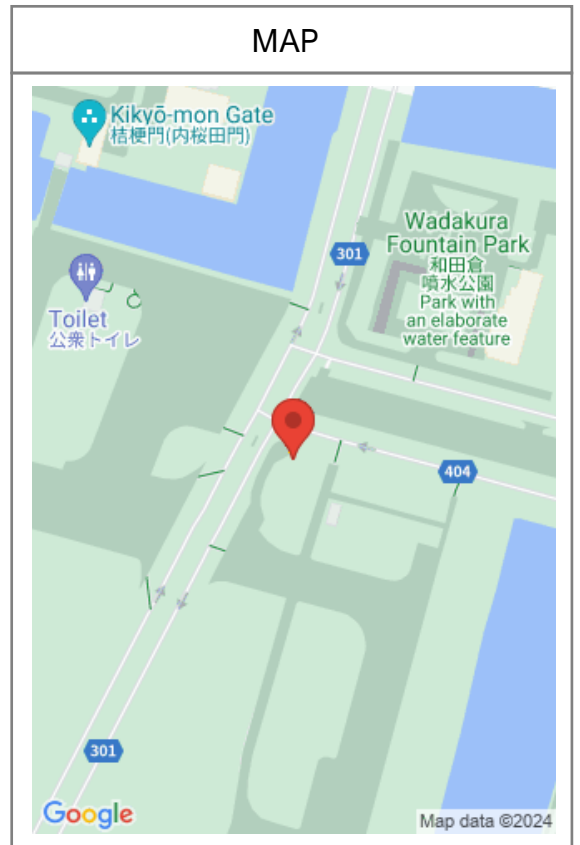 MAP
Kikyō-mon Gate
桔梗門(内桜田門)
Wadakura
Fountain Park
和田倉
噴水公園
Park with
an elaborate
water feature
301
Toilet
公衆トイレ
404
301
Google
Map data ©2024